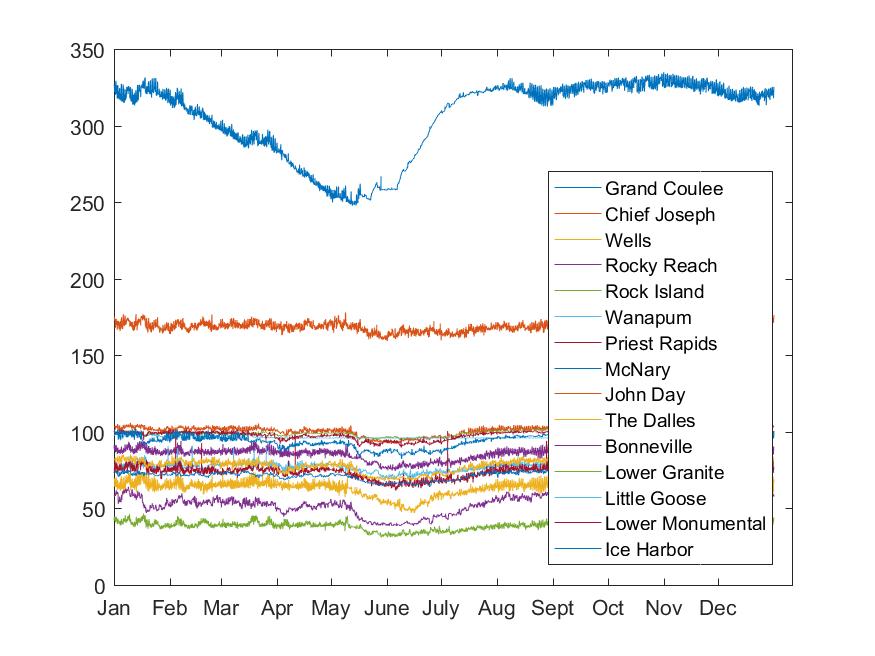 350
300
250
200
150
100
50
0
Jan Feb Mar Apr May June July Aug Sept Oct Nov Dec
Grand Coulee
Chief Joseph
Wells
Rocky Reach
Rock Island
Wanapum
Priest Rapids
McNary
John Day
The Dalles
Bonneville
Lower Granite
Little Goose
Lower Monumental
Ice Harbor